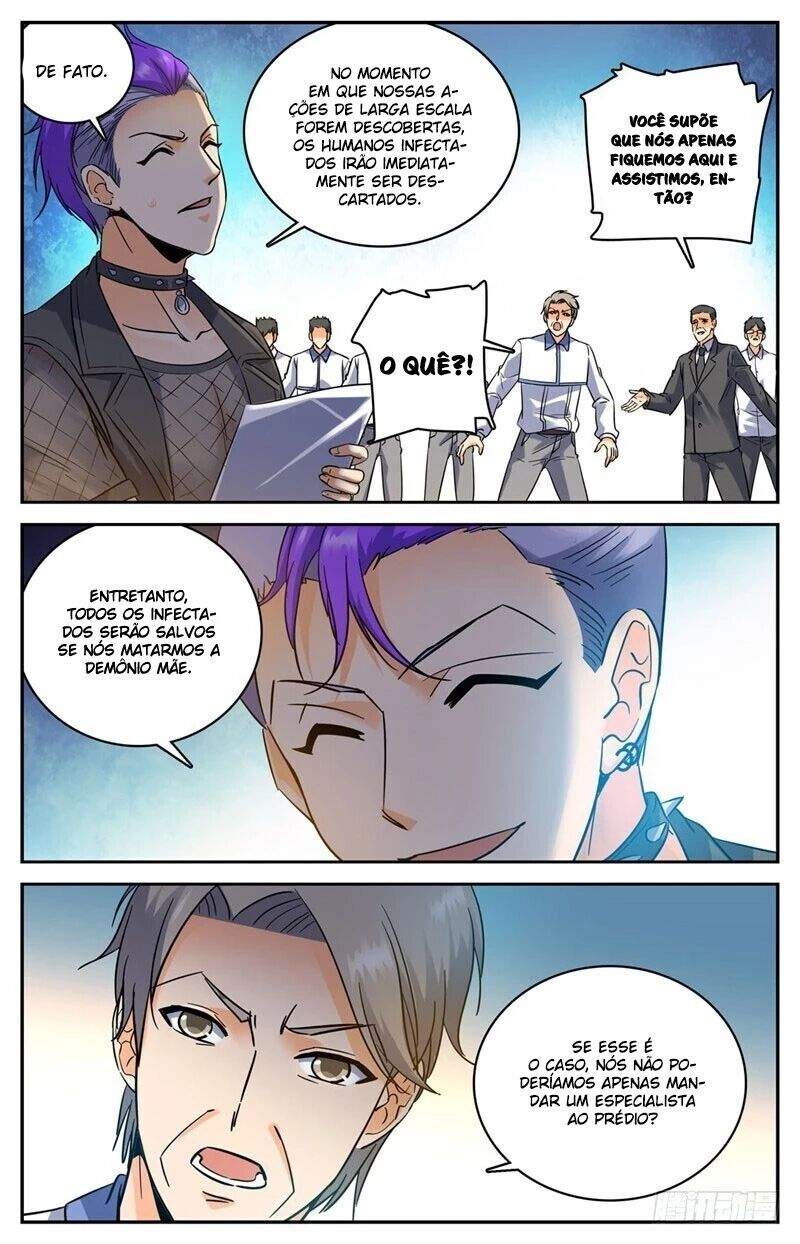 DE FATO.
NO MOMENTO
EM QUE NOSSAS A-
ÇÕES DE LARGA ESCALA
FOREM DESCOBERTAS,
OS HUMANOS INFECTA-
DOS IRÃO IMEDIATA-
MENTE SER DES-
CARTADOS.
VOCÊ SUPÕE
QUE NÓS APENAS
FIQUEMOS AQUI E
ASSISTIMOS, EN-
TÃO?
O QUÊ?!
ENTRETANTO,
TODOS OS INFECTA-
DOS SERÃO SALVOS
SE NÓS MATARMOS A
DEMÔNIO MÃE.
SE ESSE É
O CASO, NÓS NÃO PO-
DERÍAMOS APENAS MAN-
DAR UM ESPECIALISTA
AO PRÉDIO?